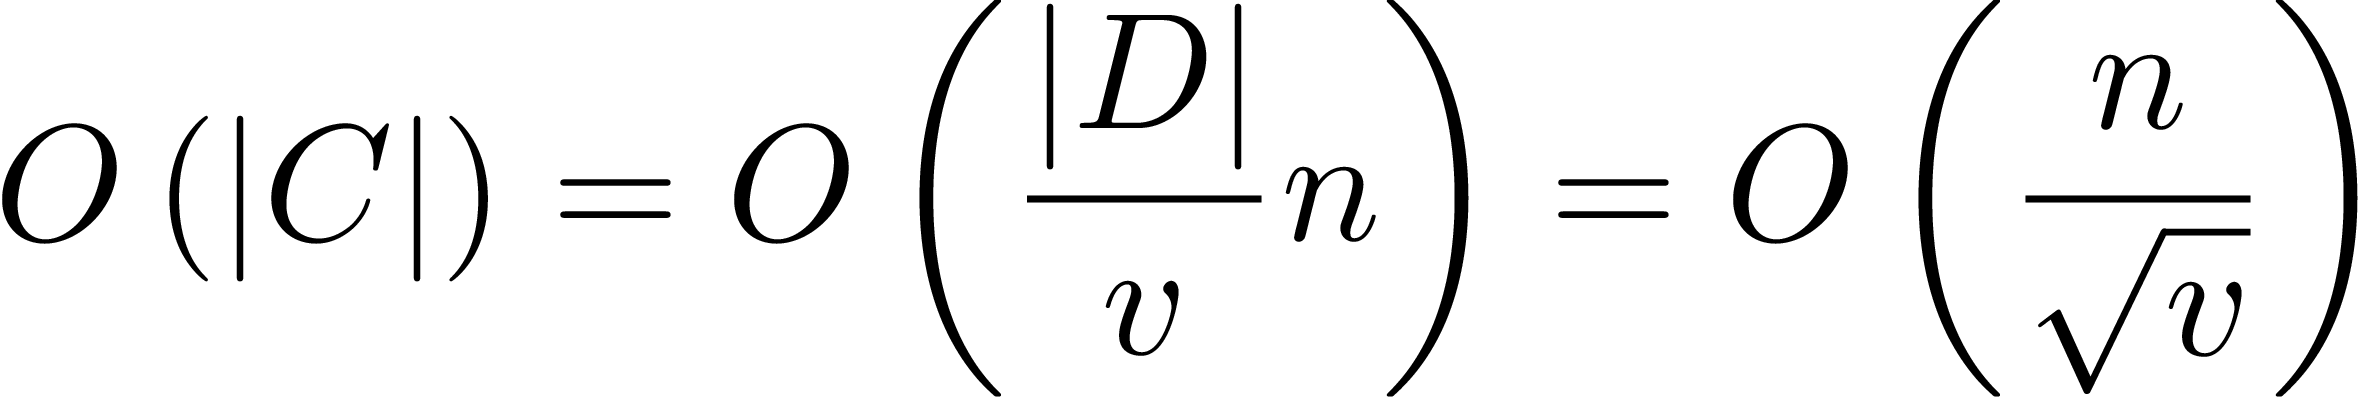 O (|C|) = O ( |D| / v n ) = O ( n / √v )